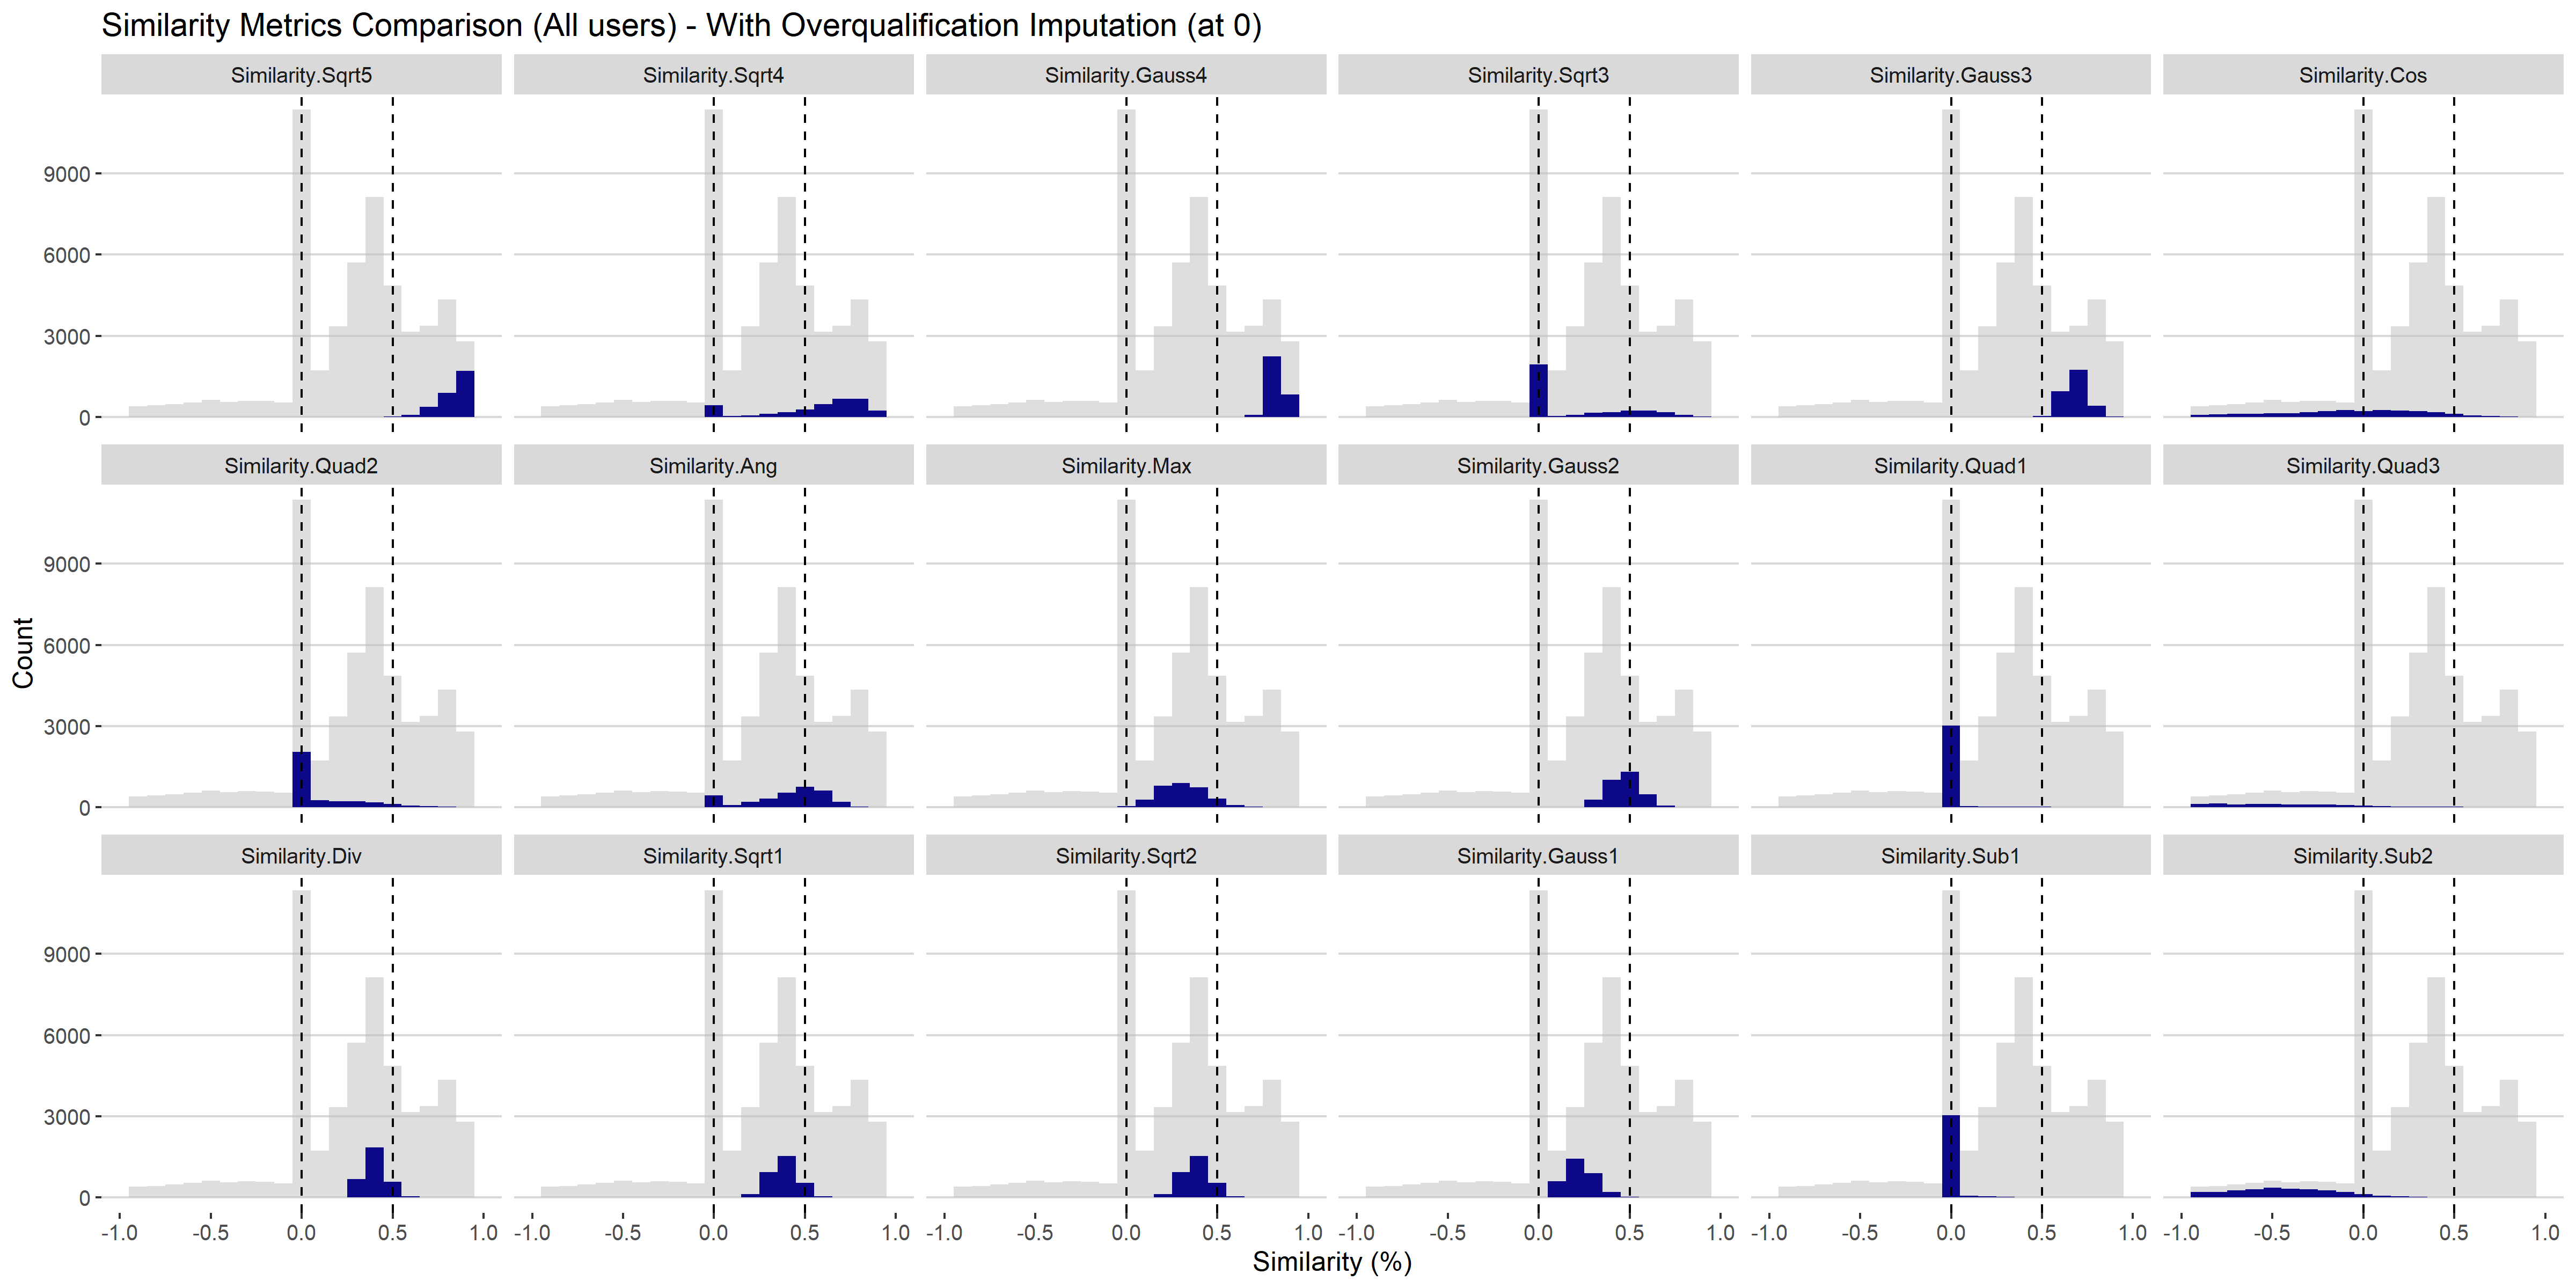 Similarity Metrics Comparison (All users) - With Overqualification Imputation (at 0)
Similarity.Sqrt5
Similarity.Sqrt4
Similarity.Gauss4
Similarity.Sqrt3
Similarity.Gauss3
Similarity.Cos
9000
6000
3000
0
Similarity.Quad2
Similarity.Ang
Similarity.Max
Similarity.Gauss2
Similarity.Quad1
Similarity.Quad3
9000
6000
3000
0
Count
Similarity.Div
Similarity.Sqrt1
Similarity.Sqrt2
Similarity.Gauss1
Similarity.Sub1
Similarity.Sub2
9000
6000
3000
0
-1.0 -0.5 0.0 0.5 1.0
-1.0 -0.5 0.0 0.5 1.0
-1.0 -0.5 0.0 0.5 1.0
-1.0 -0.5 0.0 0.5 1.0
-1.0 -0.5 0.0 0.5 1.0
-1.0 -0.5 0.0 0.5 1.0
Similarity (%)